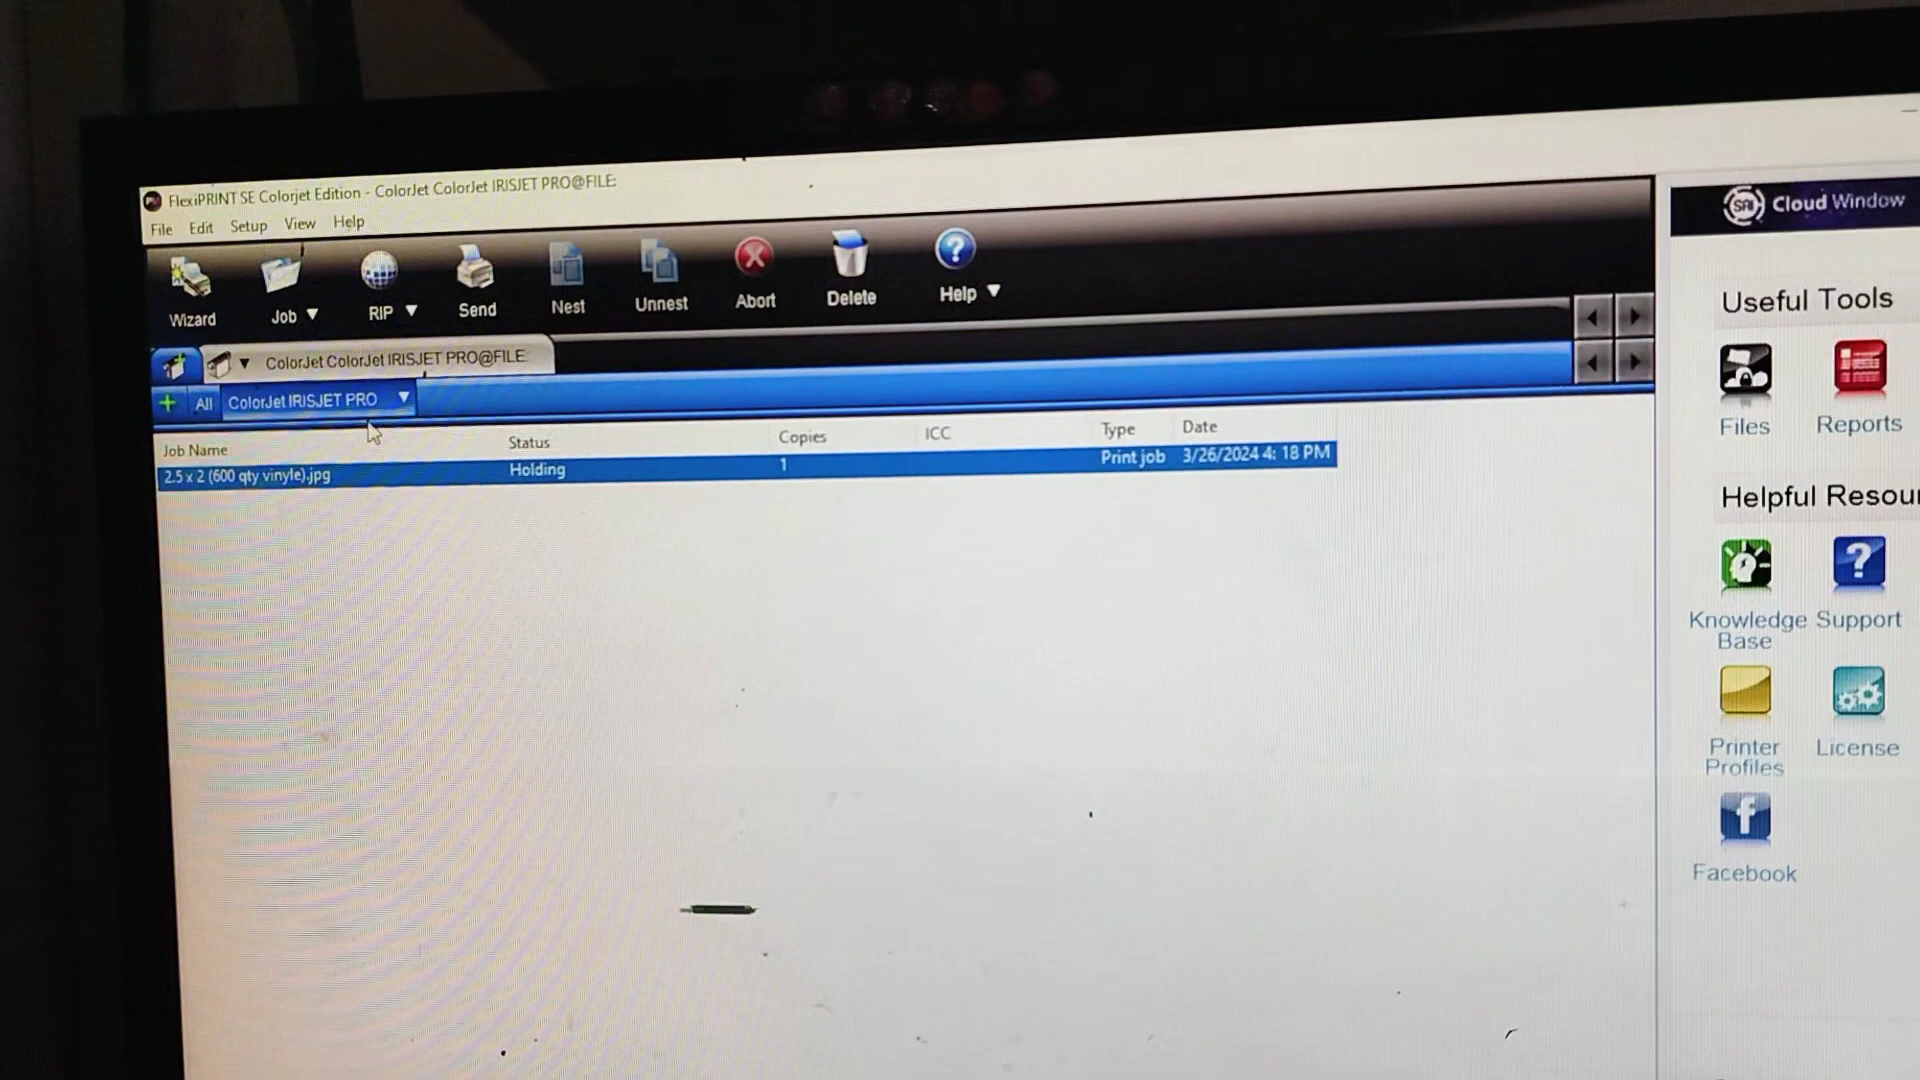 FlexiPRINT SE Colorjet Edition - ColorJet ColorJet IRISJET PRO@FILE:
File Edit Setup View Help
Wizard Job RIP Send Nest Unnest Abort Delete Help
ColorJet ColorJet IRISJET PRO@FILE:
All ColorJet IRISJET PRO
Job Name Status Copies ICC Type Date
2.5 x 2 (600 qty vinyle).jpg Holding 1 Print job 3/26/2024 4: 18 PM
SAi Cloud Window
Useful Tools
Files Reports
Helpful Resour
Knowledge Base Support
Printer Profiles License
Facebook